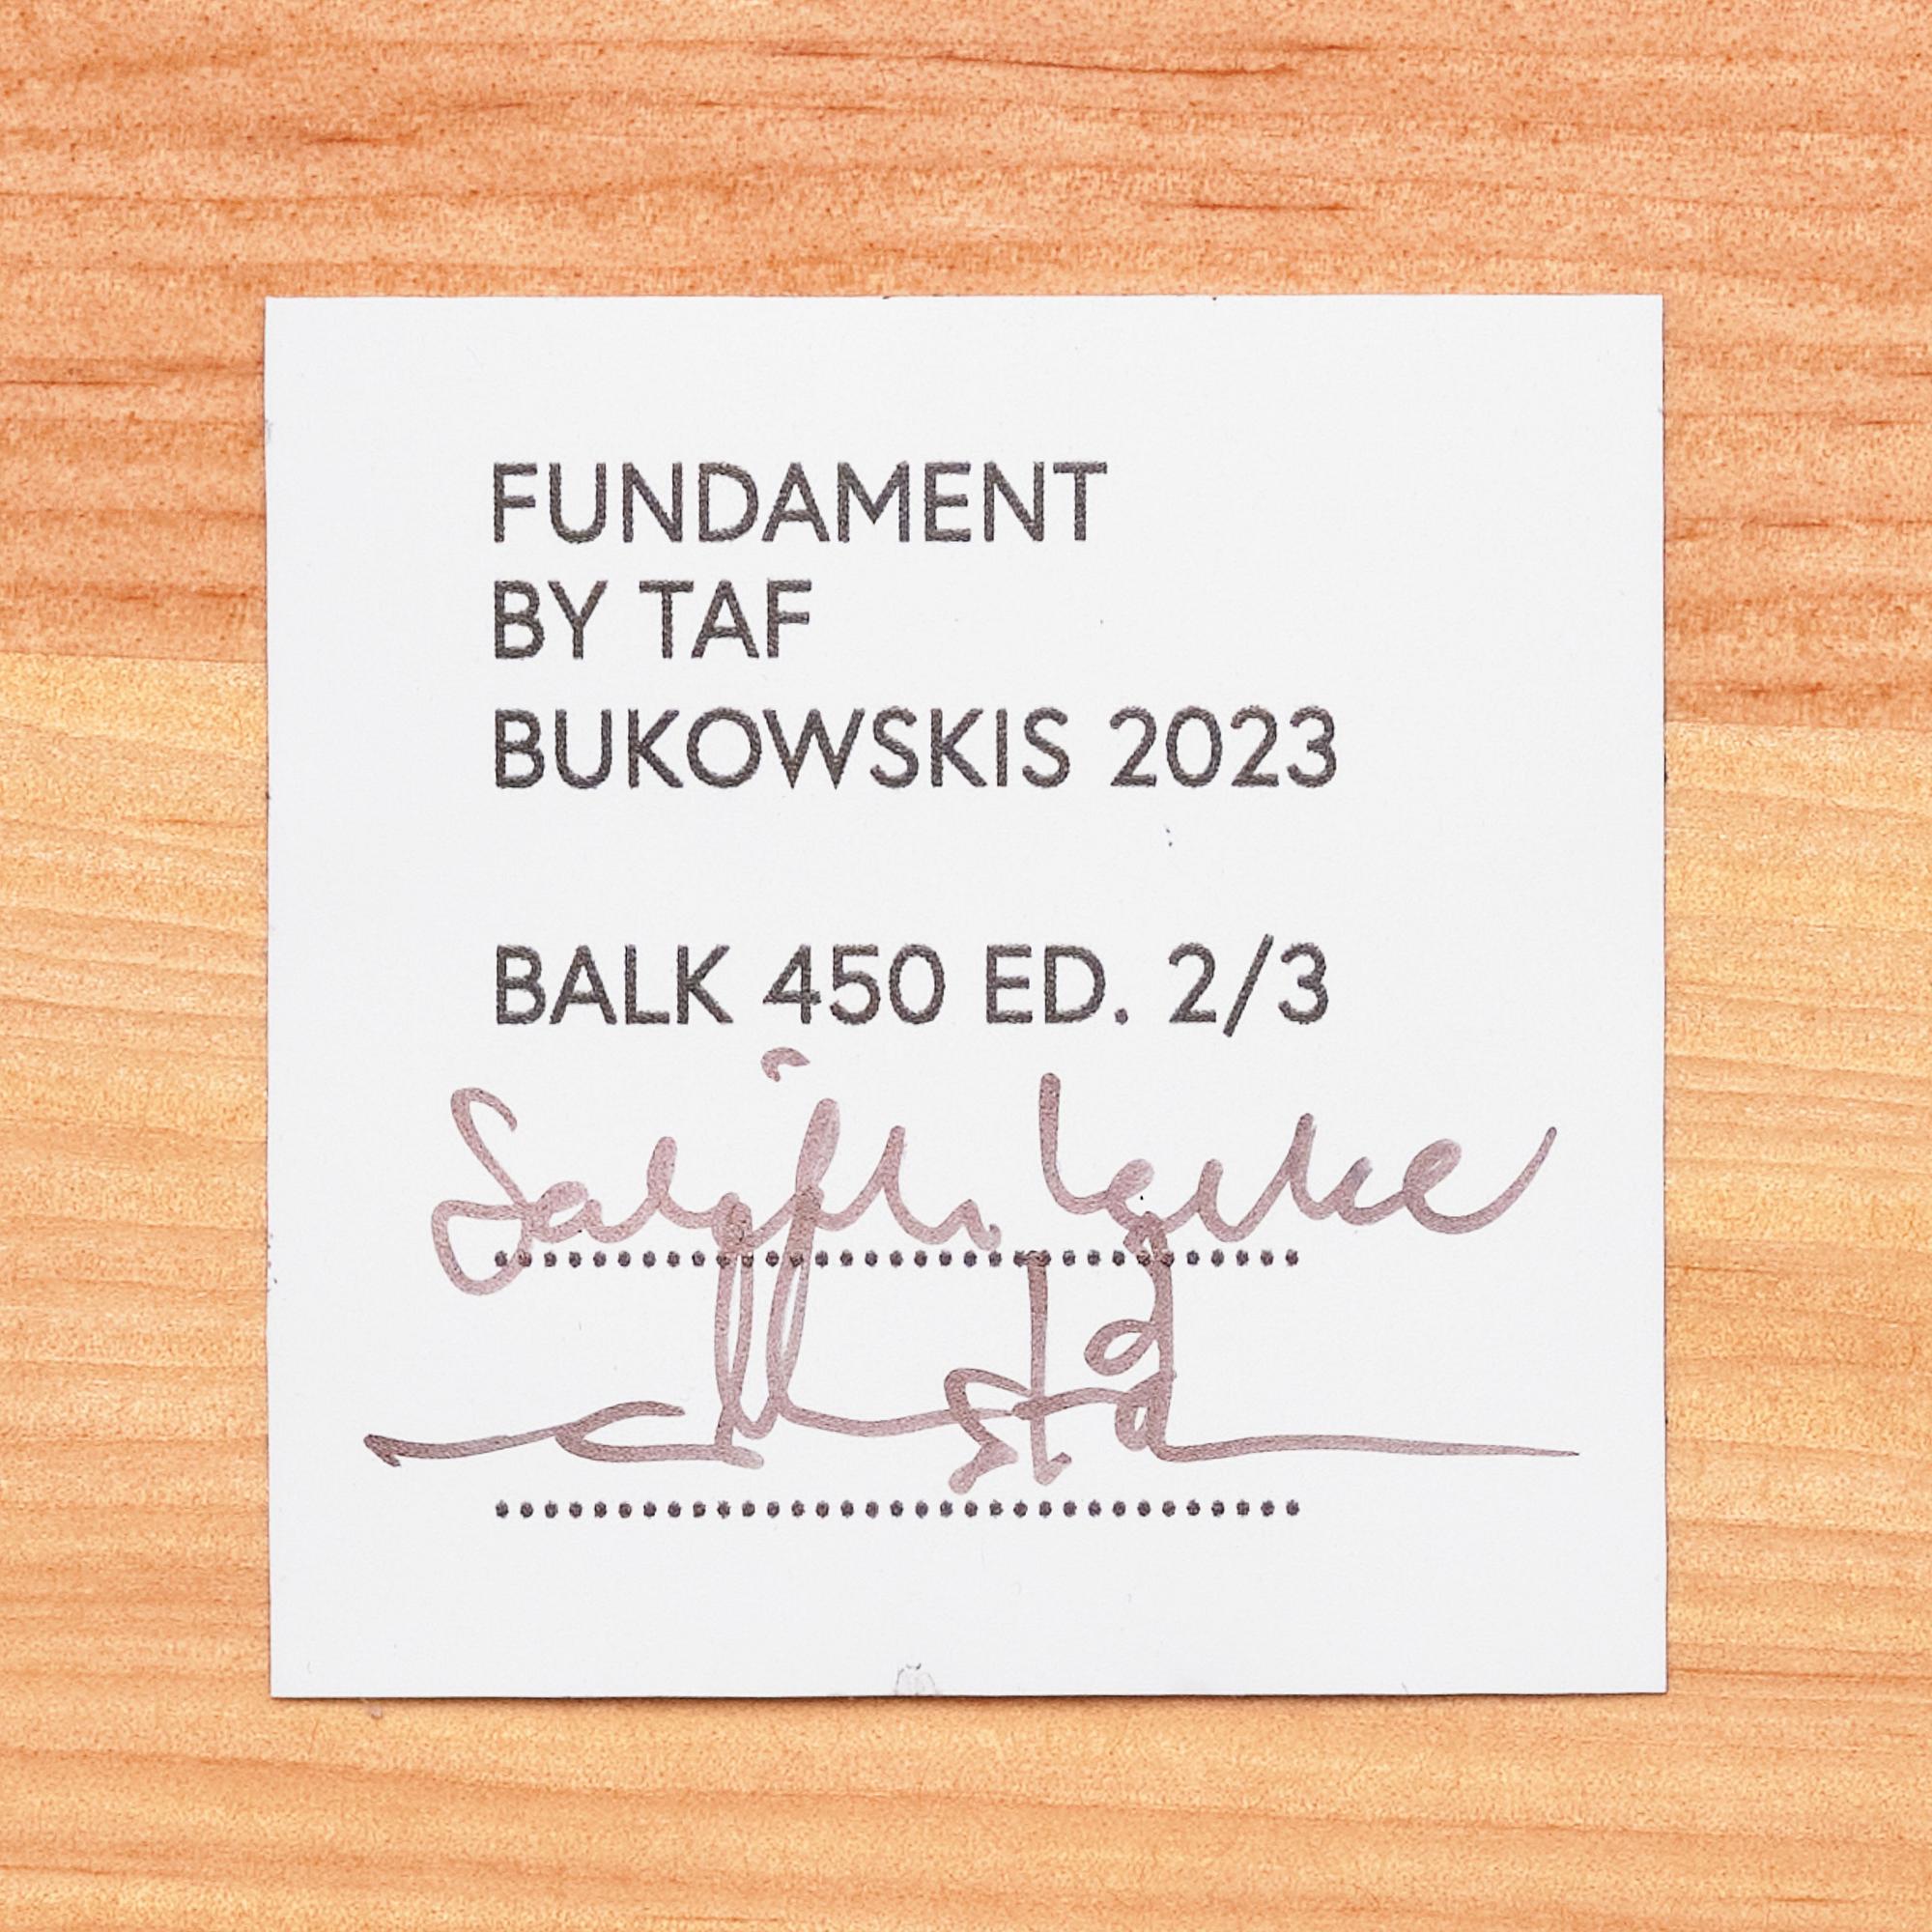 FUNDAMENT
BY TAF
BUKOWSKIS 2023
BALK 450 ED. 2/3